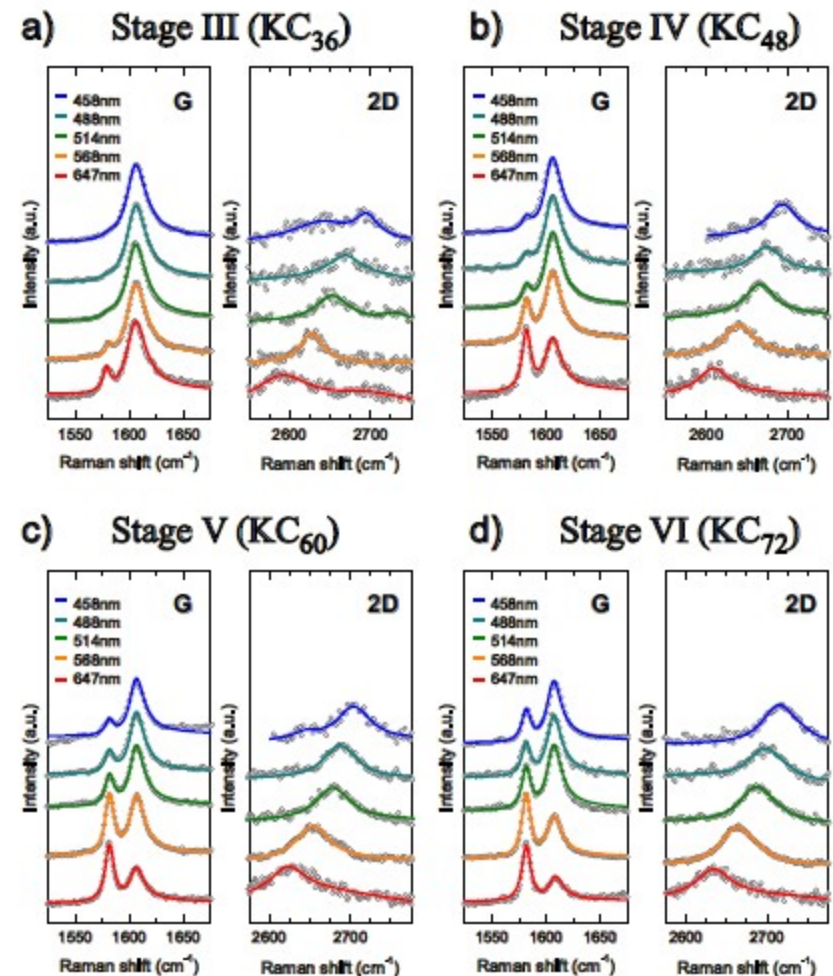 a) Stage III (KC36)
G
458nm
488nm
514nm
568nm
647nm
2D
Intensity (a.u.)
Intensity (a.u.)
1550 1600 1650
2600 2700
Raman shift (cm-1)
Raman shift (cm-1)
b) Stage IV (KC48)
G
458nm
488nm
514nm
568nm
647nm
2D
Intensity (a.u.)
Intensity (a.u.)
1550 1600 1650
2600 2700
Raman shift (cm-1)
Raman shift (cm-1)
c) Stage V (KC60)
G
458nm
488nm
514nm
568nm
647nm
2D
Intensity (a.u.)
Intensity (a.u.)
1550 1600 1650
2600 2700
Raman shift (cm-1)
Raman shift (cm-1)
d) Stage VI (KC72)
G
458nm
488nm
514nm
568nm
647nm
2D
Intensity (a.u.)
Intensity (a.u.)
1550 1600 1650
2600 2700
Raman shift (cm-1)
Raman shift (cm-1)